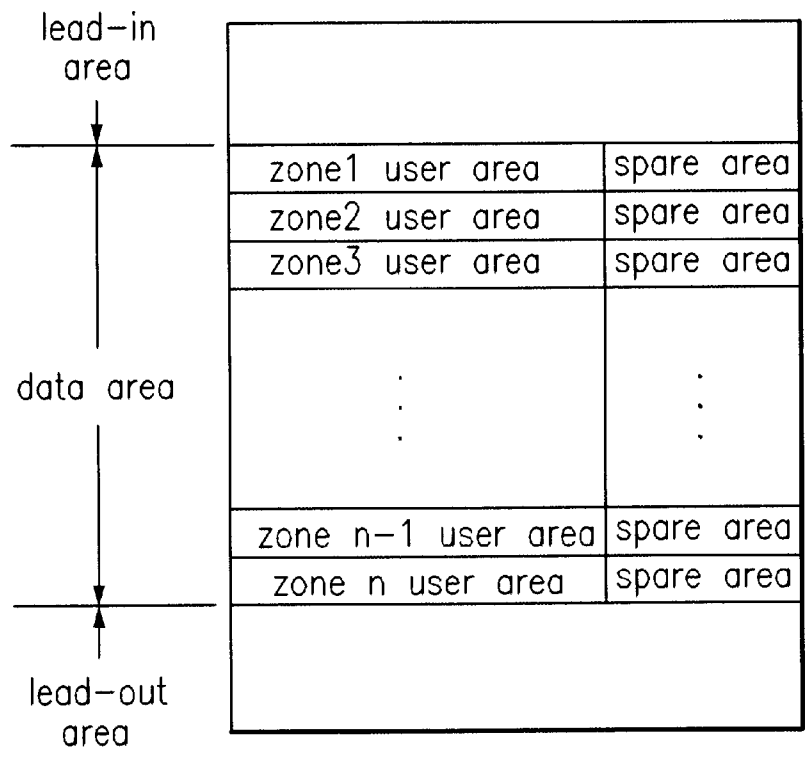 lead-in
area
zone1 user area spare area
zone2 user area spare area
zone3 user area spare area
data area
zone n-1 user area spare area
zone n user area spare area
lead-out
area